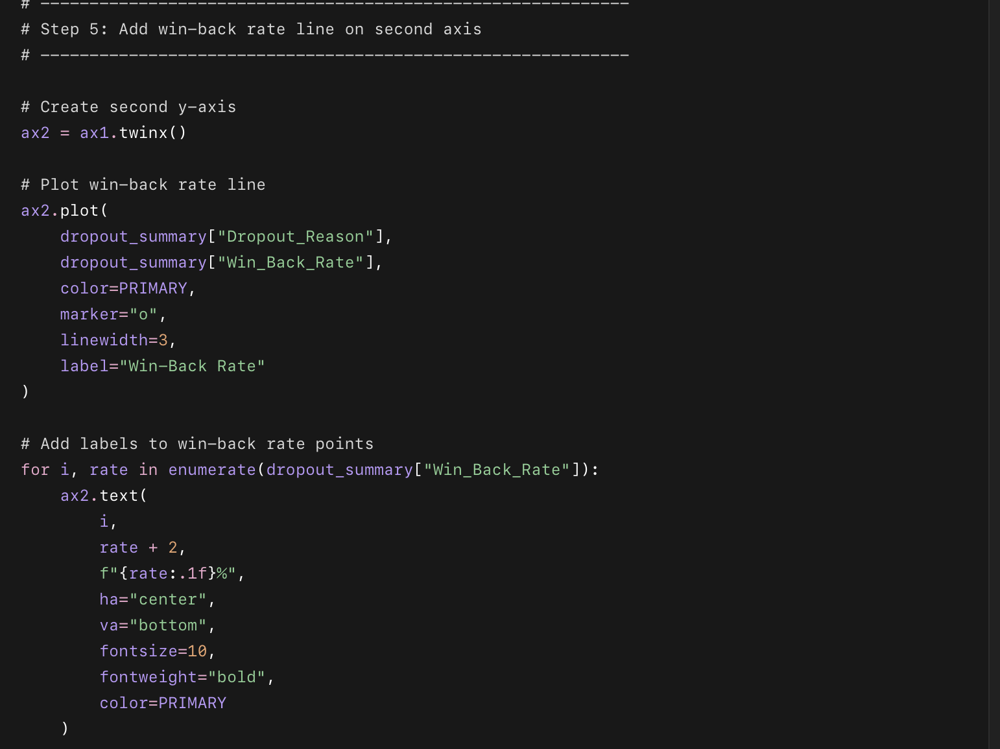 # ------------------------------------------------------------
# Step 5: Add win-back rate line on second axis
# ------------------------------------------------------------

# Create second y-axis
ax2 = ax1.twinx()

# Plot win-back rate line
ax2.plot(
    dropout_summary["Dropout_Reason"],
    dropout_summary["Win_Back_Rate"],
    color=PRIMARY,
    marker="o",
    linewidth=3,
    label="Win-Back Rate"
)

# Add labels to win-back rate points
for i, rate in enumerate(dropout_summary["Win_Back_Rate"]):
    ax2.text(
        i,
        rate + 2,
        f"{rate:.1f}%",
        ha="center",
        va="bottom",
        fontsize=10,
        fontweight="bold",
        color=PRIMARY
    )